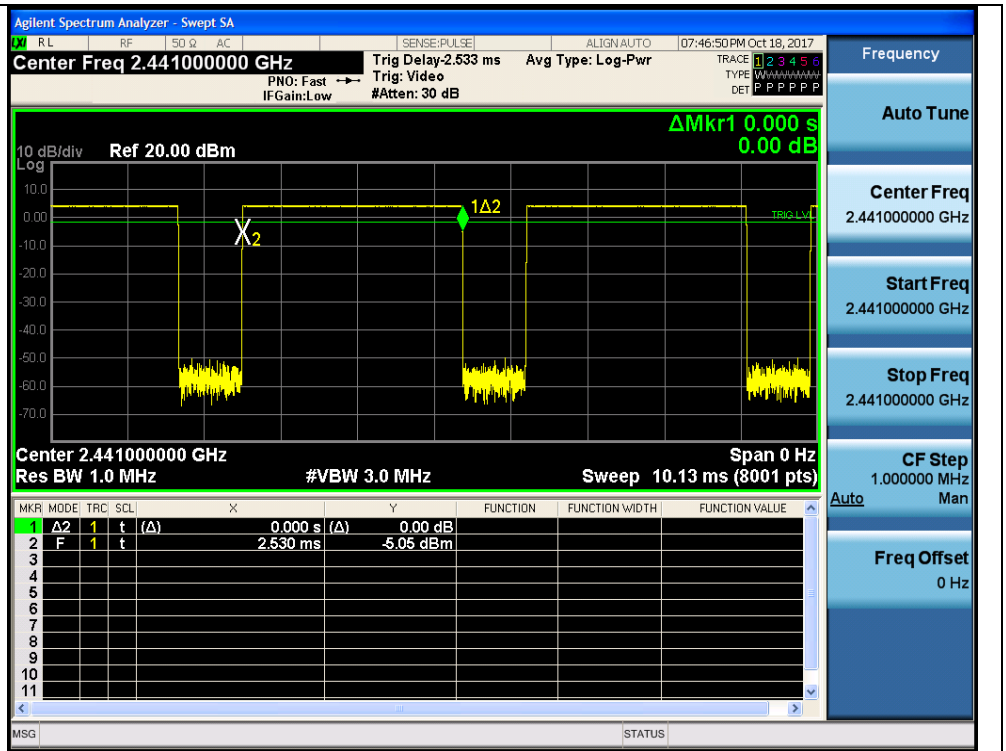 Agilent Spectrum Analyzer - Swept SA
LXI RL RF 50 Ω AC SENSE:PULSE ALIGN AUTO 07:46:50 PM Oct 18, 2017
Center Freq 2.441000000 GHz
PNO: Fast
IFGain:Low
Trig Delay-2.533 ms
Trig: Video
#Atten: 30 dB
Avg Type: Log-Pwr
TRACE 1 2 3 4 5 6
TYPE WWWWWW
DET P P P P P P
ΔMkr1 0.000 s
0.00 dB
10 dB/div Ref 20.00 dBm
Log
10.0
0.00
-10.0
-20.0
-30.0
-40.0
-50.0
-60.0
-70.0
1Δ2
TRIG LVL
X2
Center 2.441000000 GHz Span 0 Hz
Res BW 1.0 MHz #VBW 3.0 MHz Sweep 10.13 ms (8001 pts)
MKR MODE TRC SCL X Y FUNCTION FUNCTION WIDTH FUNCTION VALUE
1 Δ2 1 t (Δ) 0.000 s (Δ) 0.00 dB
2 F 1 t 2.530 ms -5.05 dBm
3
4
5
6
7
8
9
10
11
MSG STATUS
Frequency
Auto Tune
Center Freq
2.441000000 GHz
Start Freq
2.441000000 GHz
Stop Freq
2.441000000 GHz
CF Step
1.000000 MHz
Auto Man
Freq Offset
0 Hz